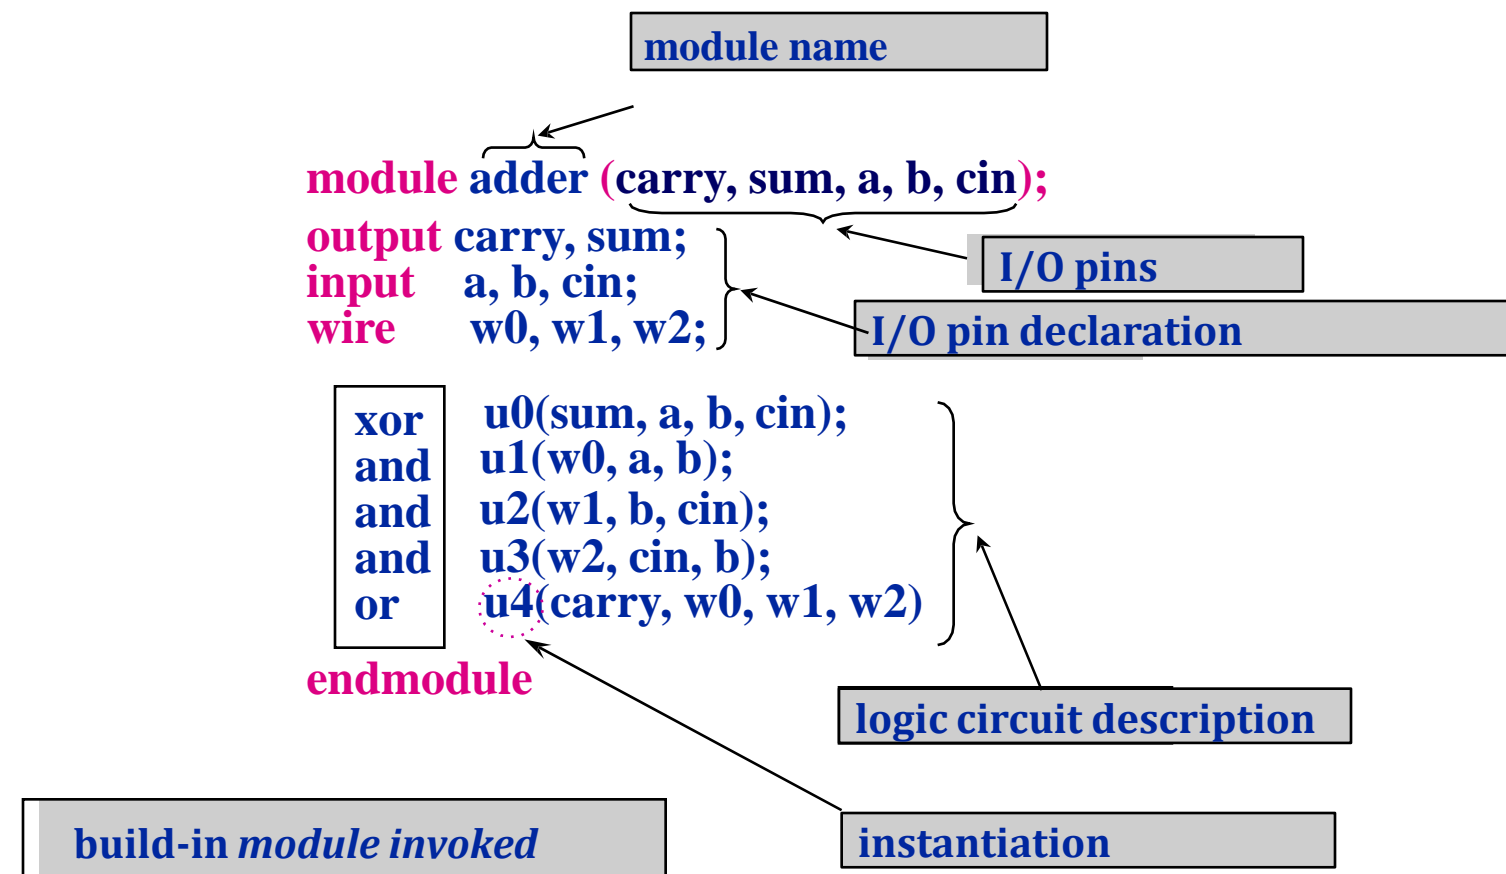 module name
module adder (carry, sum, a, b, cin);
output carry, sum;
input a, b, cin;
wire w0, w1, w2;
I/O pins
I/O pin declaration
xor u0(sum, a, b, cin);
and u1(w0, a, b);
and u2(w1, b, cin);
and u3(w2, cin, b);
or u4(carry, w0, w1, w2)
endmodule
logic circuit description
build-in module invoked
instantiation